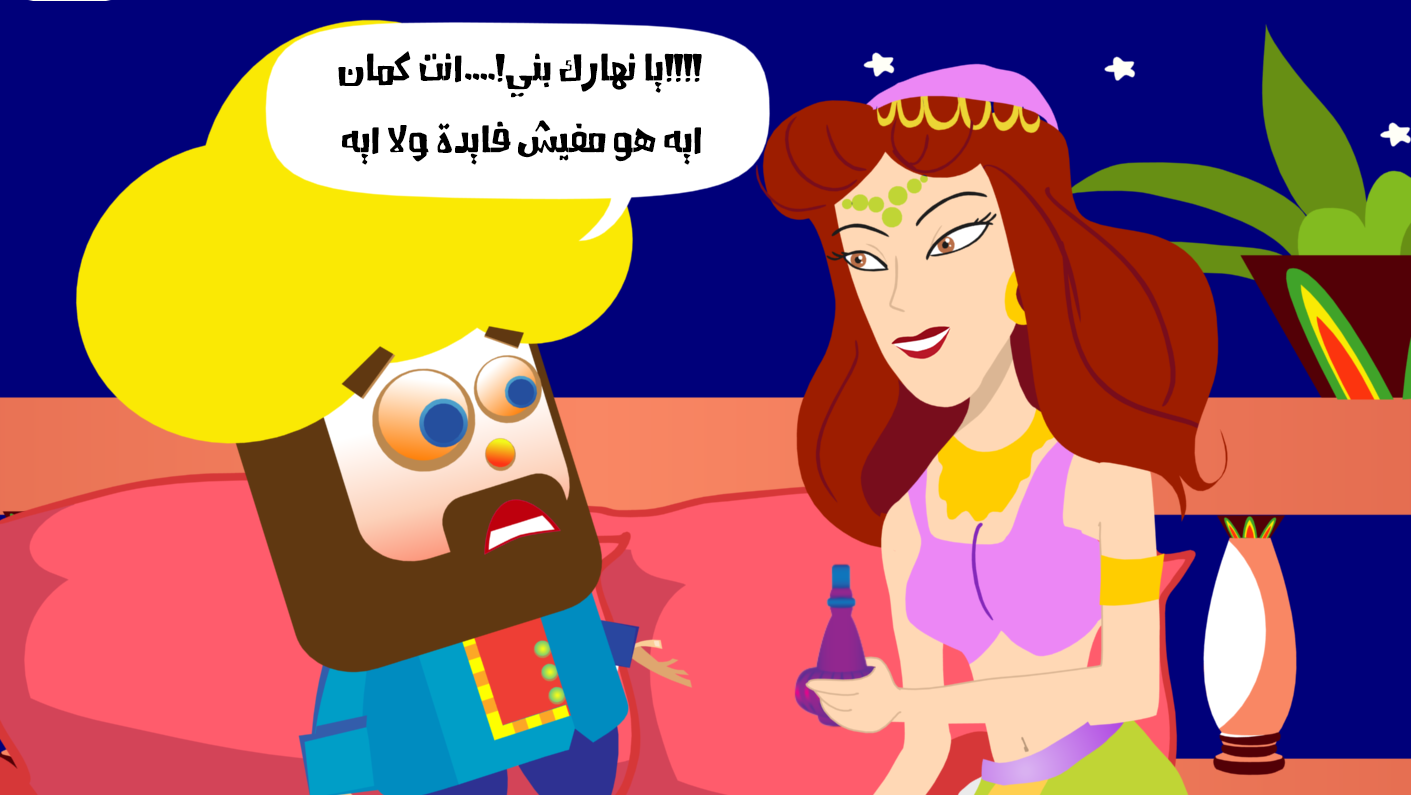 !!!!يا نهارك بني!....انت كمان
ايه هو مفيش فايدة ولا ايه